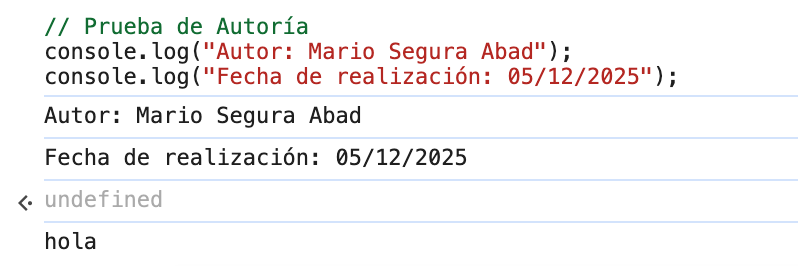 // Prueba de Autoría
console.log("Autor: Mario Segura Abad");
console.log("Fecha de realización: 05/12/2025");
Autor: Mario Segura Abad
Fecha de realización: 05/12/2025
undefined
hola